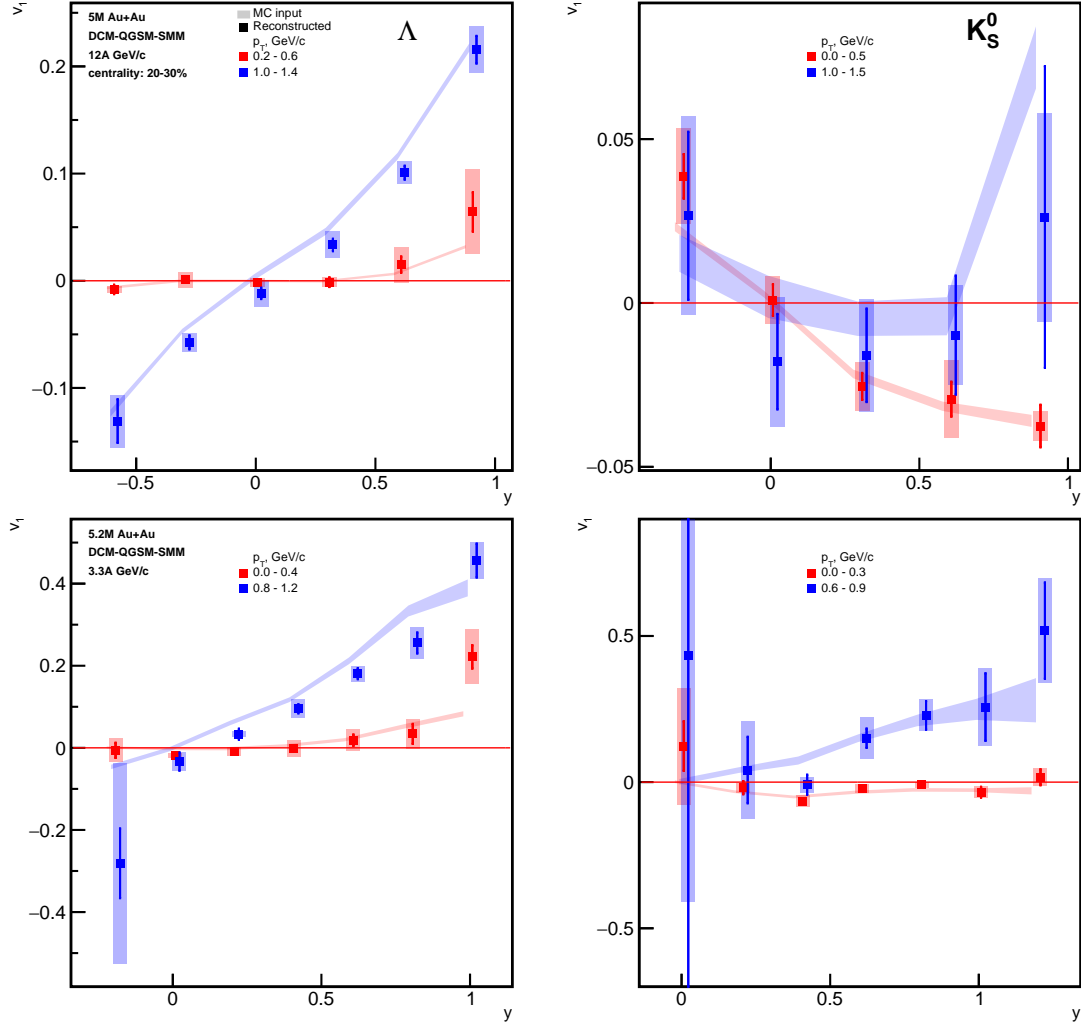 v₁
5M Au+Au
DCM-QGSM-SMM
12A GeV/c
centrality: 20-30%
MC input
Reconstructed
p_T, GeV/c
0.2 - 0.6
1.0 - 1.4
Λ
0.2
0.1
0
−0.1
−0.5
0
0.5
1
y
v₁
K⁰_S
p_T, GeV/c
0.0 - 0.5
1.0 - 1.5
0.05
0
−0.05
0
0.5
1
y
v₁
5.2M Au+Au
DCM-QGSM-SMM
3.3A GeV/c
p_T, GeV/c
0.0 - 0.4
0.8 - 1.2
0.4
0.2
0
−0.2
−0.4
0
0.5
1
y
v₁
p_T, GeV/c
0.0 - 0.3
0.6 - 0.9
0.5
0
−0.5
0
0.5
1
y